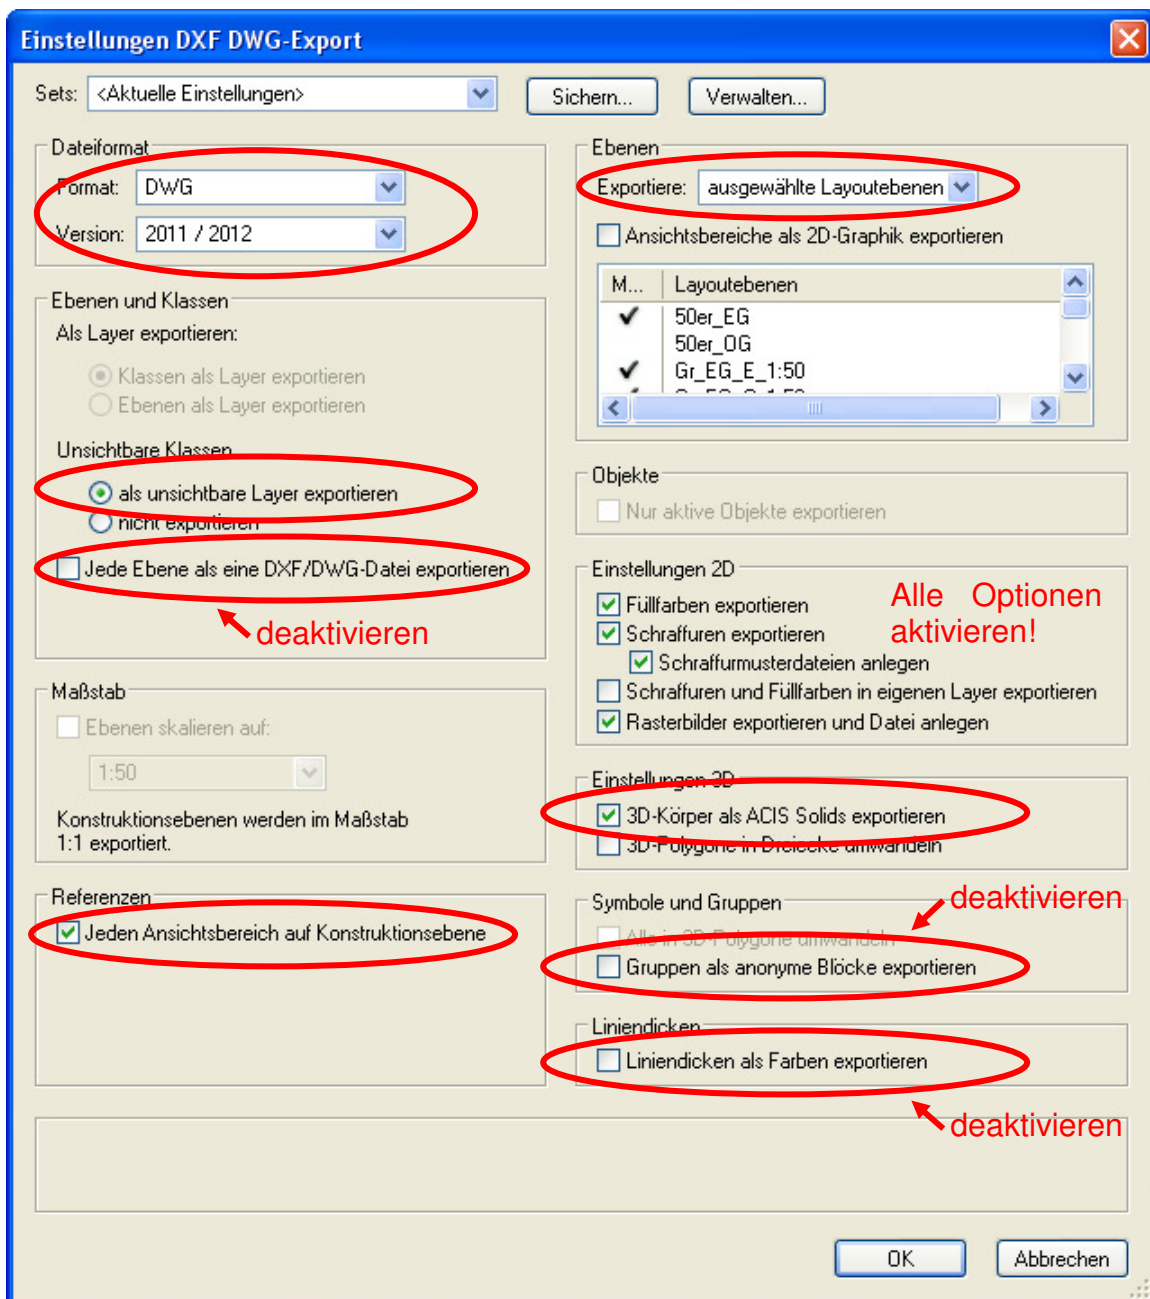 Einstellungen DXF DWG-Export
Sets: <Aktuelle Einstellungen> Sichern... Verwalten...
Dateiformat
Format: DWG
Version: 2011 / 2012
Ebenen und Klassen
Als Layer exportieren:
Klassen als Layer exportieren
Ebenen als Layer exportieren
Unsichtbare Klassen
als unsichtbare Layer exportieren
nicht exportieren
Jede Ebene als eine DXF/DWG-Datei exportieren
deaktivieren
Maßstab
Ebenen skalieren auf:
1:50
Konstruktionsebenen werden im Maßstab
1:1 exportiert.
Referenzen
Jeden Ansichtsbereich auf Konstruktionsebene
Ebenen
Exportiere: ausgewählte Layoutebenen
Ansichtsbereiche als 2D-Graphik exportieren
M... Layoutebenen
50er_EG
50er_OG
Gr_EG_E_1:50
Objekte
Nur aktive Objekte exportieren
Einstellungen 2D
Füllfarben exportieren
Schraffuren exportieren
Schraffurmusterdateien anlegen
Schraffuren und Füllfarben in eigenen Layer exportieren
Rasterbilder exportieren und Datei anlegen
Alle Optionen
aktivieren!
Einstellungen 3D
3D-Körper als ACIS Solids exportieren
3D-Polygone in Dreiecke umwandeln
Symbole und Gruppen
deaktivieren
Alle in 3D-Polygone umwandeln
Gruppen als anonyme Blöcke exportieren
Liniendicken
Liniendicken als Farben exportieren
deaktivieren
OK Abbrechen